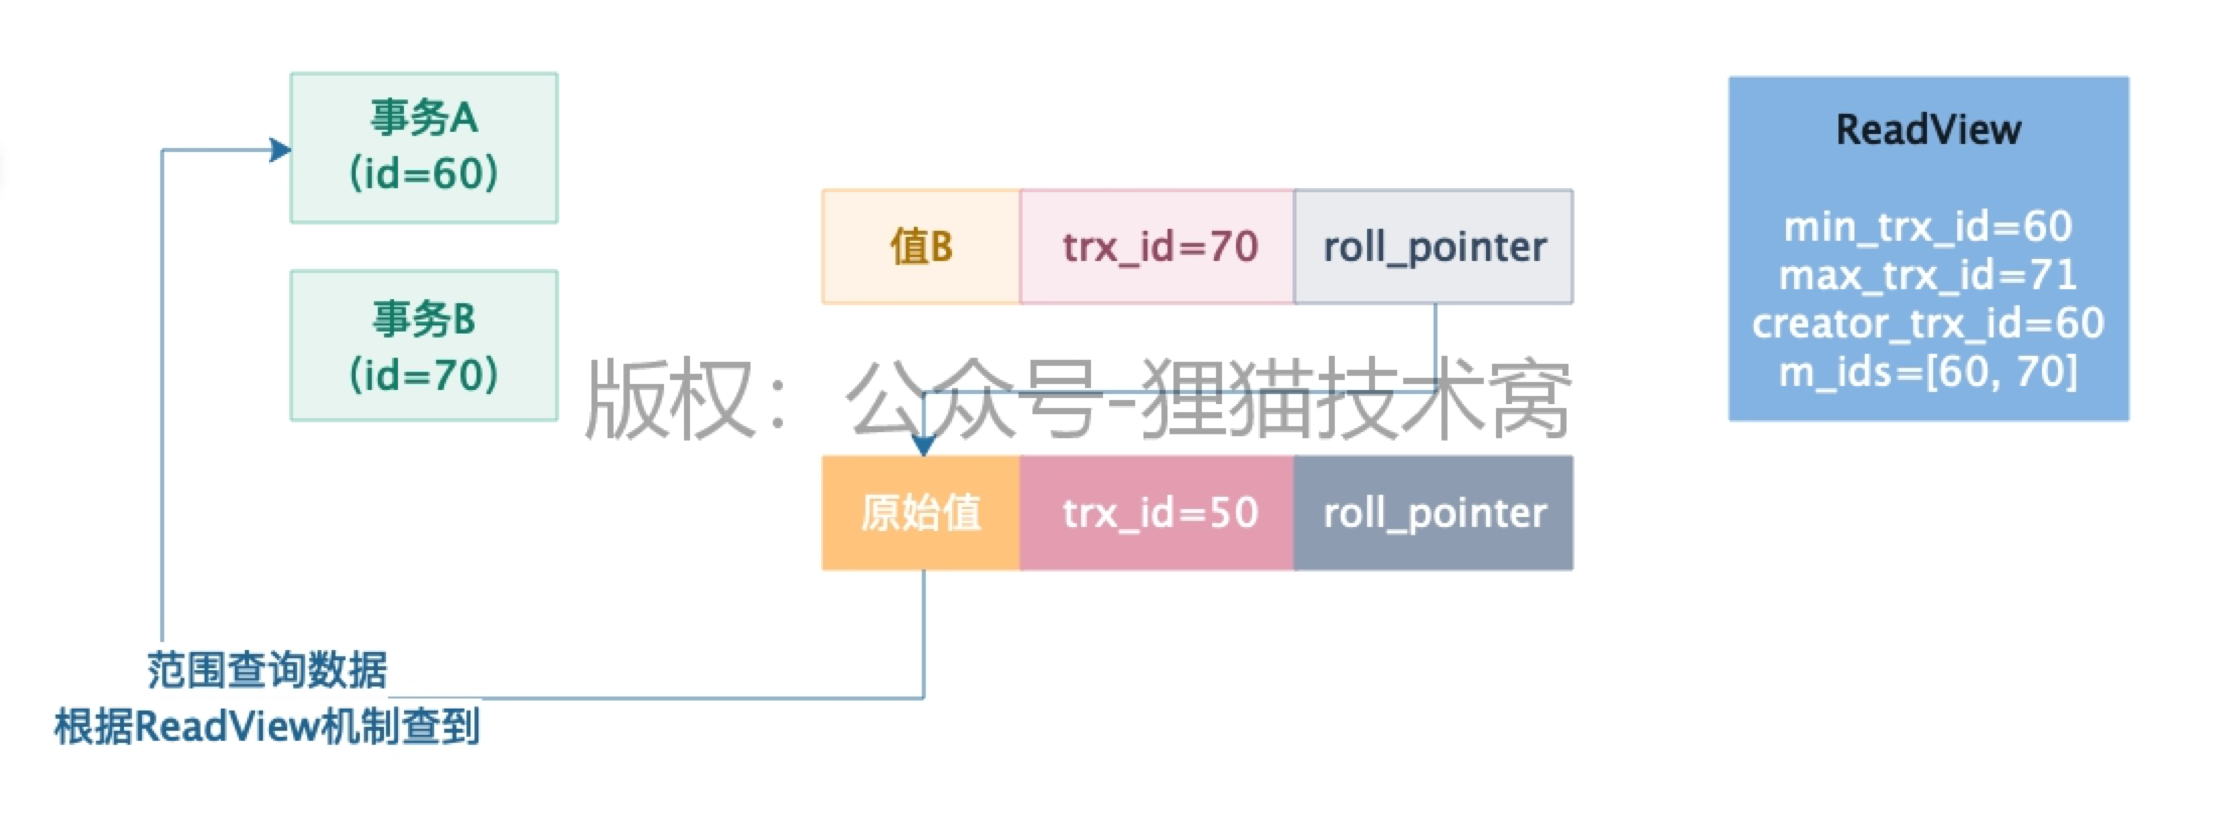 事务A
(id=60)
事务B
(id=70)
值B
trx_id=70
roll_pointer
ReadView
min_trx_id=60
max_trx_id=71
creator_trx_id=60
m_ids=[60, 70]
版权：公众号-狸猫技术窝
原始值
trx_id=50
roll_pointer
范围查询数据
根据ReadView机制查到